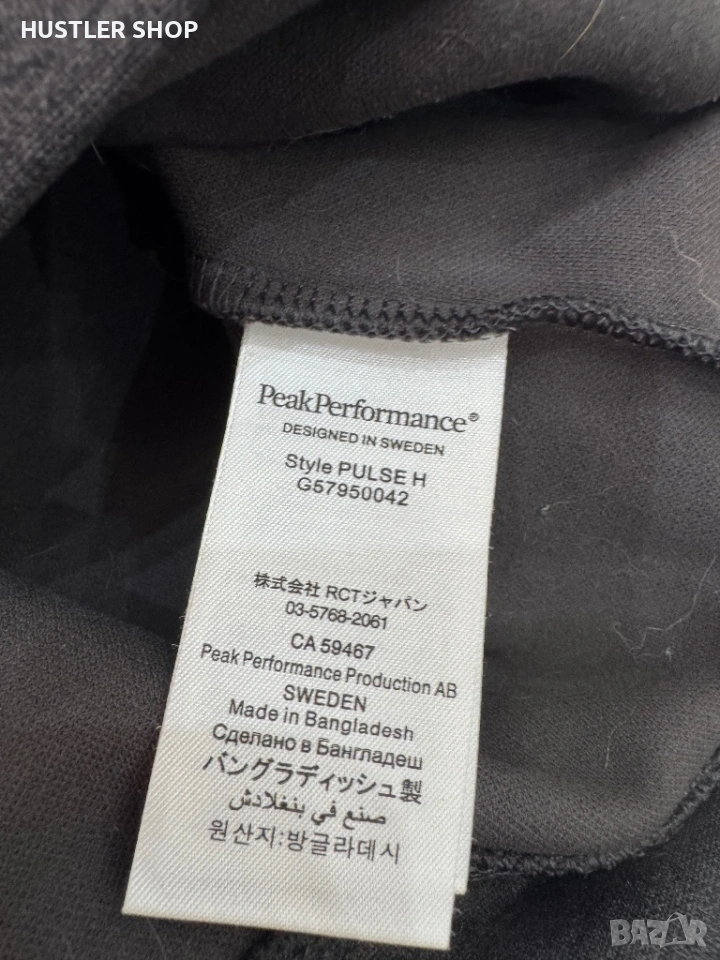 HUSTLER SHOP
PeakPerformance®
DESIGNED IN SWEDEN
Style PULSE H
G57950042
株式会社 RCTジャパン
03-5768-2061
CA 59467
Peak Performance Production AB
SWEDEN
Made in Bangladesh
Сделано в Бангладеш
バングラディッシュ製
صنع في بنغلادش
원산지:방글라데시
BAZAR